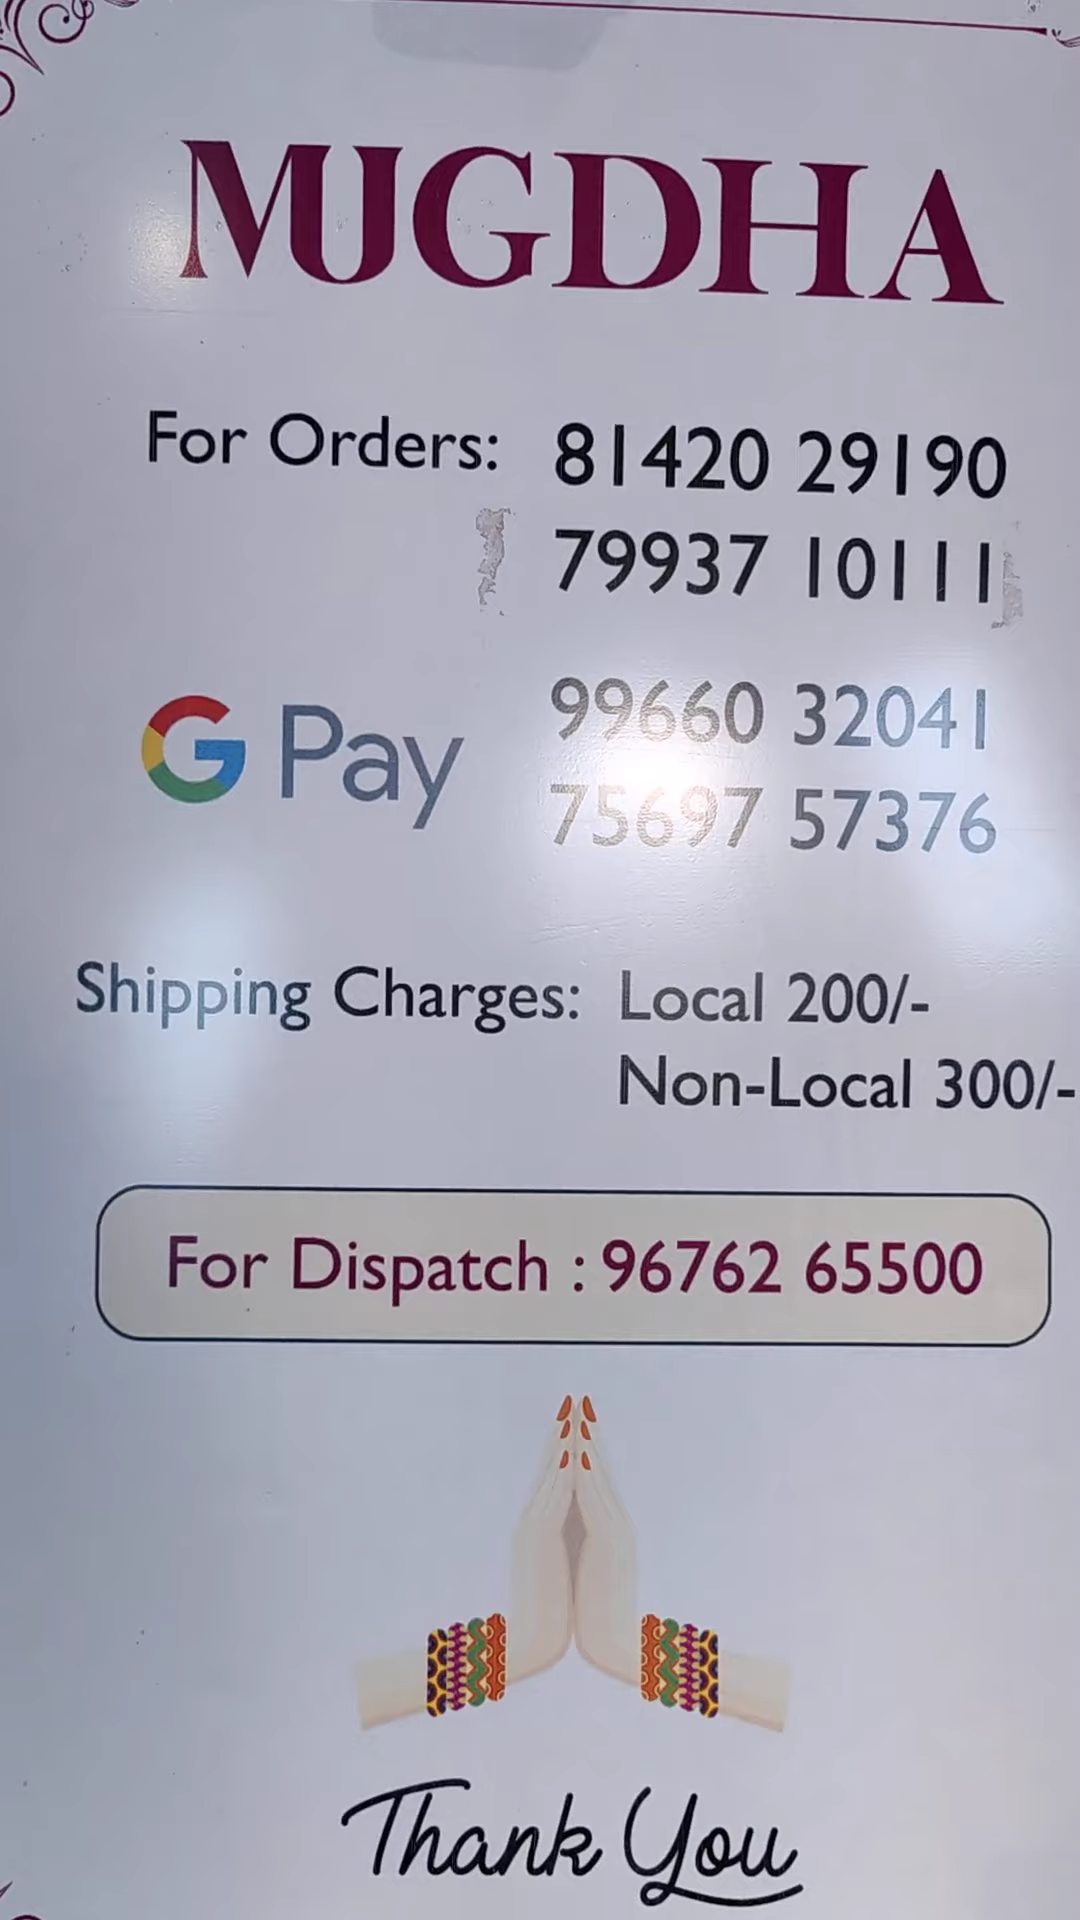 MUGDHA
For Orders: 81420 29190
79937 10111
G Pay 99660 32041
75697 57376
Shipping Charges: Local 200/-
Non-Local 300/-
For Dispatch : 96762 65500
Thank You